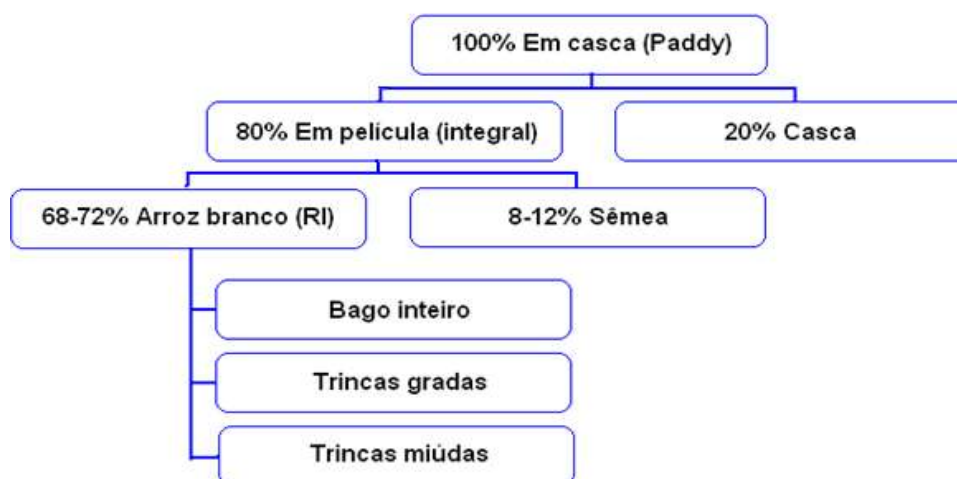 100% Em casca (Paddy)
80% Em película (integral)
20% Casca
68-72% Arroz branco (RI)
8-12% Sêmea
Bago inteiro
Trincas gradas
Trincas miúdas